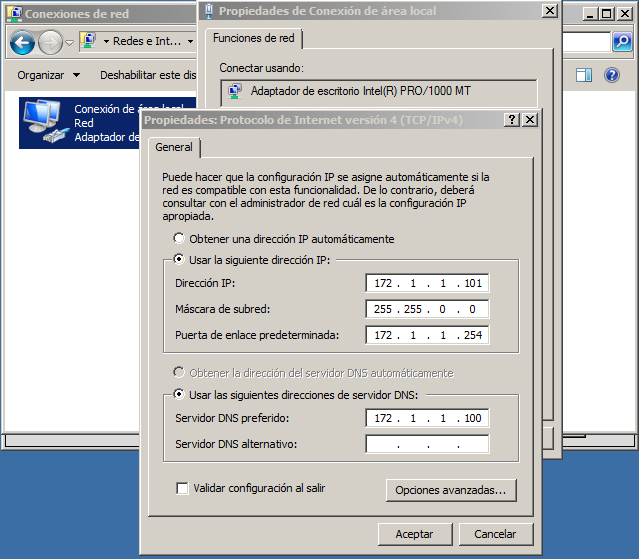 Conexiones de red
Redes e Int...
Organizar
Deshabilitar este dis
Conexión de área local
Red
Adaptador de
Propiedades de Conexión de área local
Funciones de red
Conectar usando:
Adaptador de escritorio Intel(R) PRO/1000 MT
Propiedades: Protocolo de Internet versión 4 (TCP/IPv4)
General
Puede hacer que la configuración IP se asigne automáticamente si la
red es compatible con esta funcionalidad. De lo contrario, deberá
consultar con el administrador de red cuál es la configuración IP
apropiada.
Obtener una dirección IP automáticamente
Usar la siguiente dirección IP:
Dirección IP: 172 . 1 . 1 . 101
Máscara de subred: 255 . 255 . 0 . 0
Puerta de enlace predeterminada: 172 . 1 . 1 . 254
Obtener la dirección del servidor DNS automáticamente
Usar las siguientes direcciones de servidor DNS:
Servidor DNS preferido: 172 . 1 . 1 . 100
Servidor DNS alternativo: . . .
Validar configuración al salir
Opciones avanzadas...
Aceptar
Cancelar